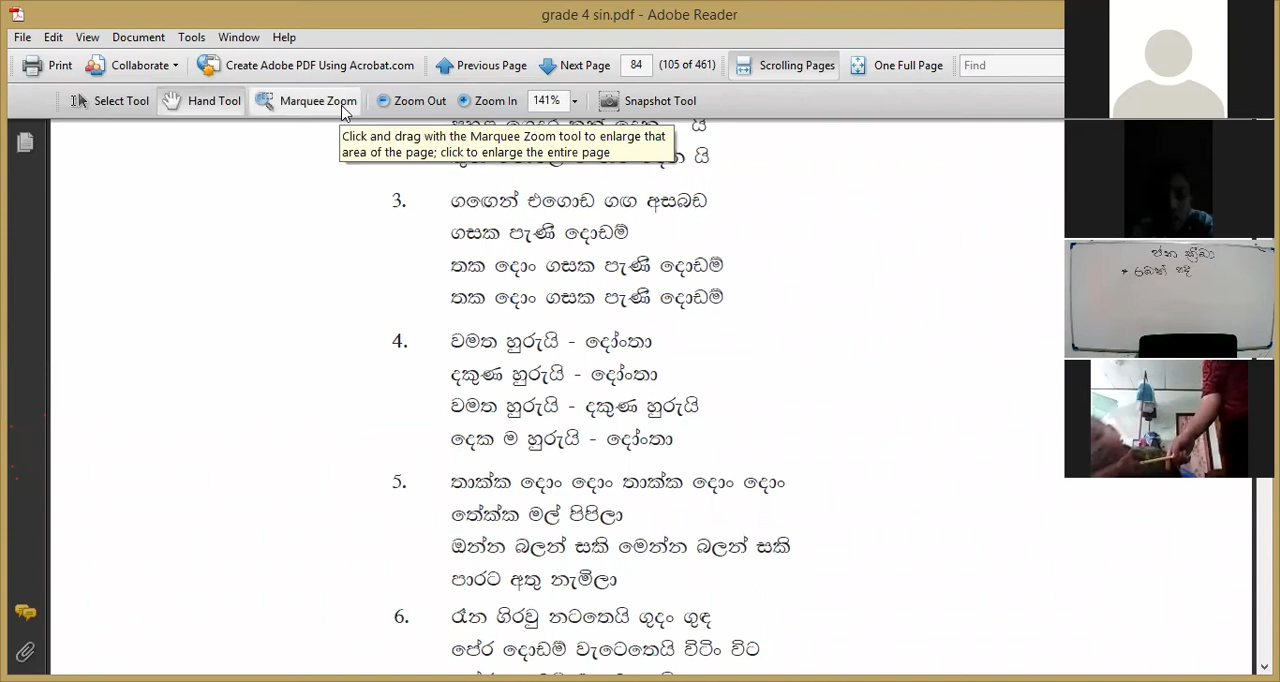 grade 4 sin.pdf - Adobe Reader
File Edit View Document Tools Window Help
Print Collaborate Create Adobe PDF Using Acrobat.com Previous Page Next Page 84 (105 of 461) Scrolling Pages One Full Page Find
Select Tool Hand Tool Marquee Zoom Zoom Out Zoom In 141% Snapshot Tool
Click and drag with the Marquee Zoom tool to enlarge that
area of the page; click to enlarge the entire page
යි
යි
3. ගඟෙන් එගොඩ ගඟ අසබඩ
ගසක පැණි දොඩම්
තක දොං ගසක පැණි දොඩම්
තක දොං ගසක පැණි දොඩම්
4. වමත හුරුයි - දෝංතා
දකුණ හුරුයි - දෝංතා
වමත හුරුයි - දකුණ හුරුයි
දෙක ම හුරුයි - දෝංතා
5. තාක්ක දොං දොං තාක්ක දොං දොං
තේක්ක මල් පිපිලා
ඔන්න බලන් සකි මෙන්න බලන් සකි
පාරට අතු නැමිලා
6. රෑන ගිරවු නටතෙයි ගුදං ගුඳ
පේර දොඩම් වැටෙතෙයි විටිං විට
ජන ක්‍රීඩා
* රබන් පදි